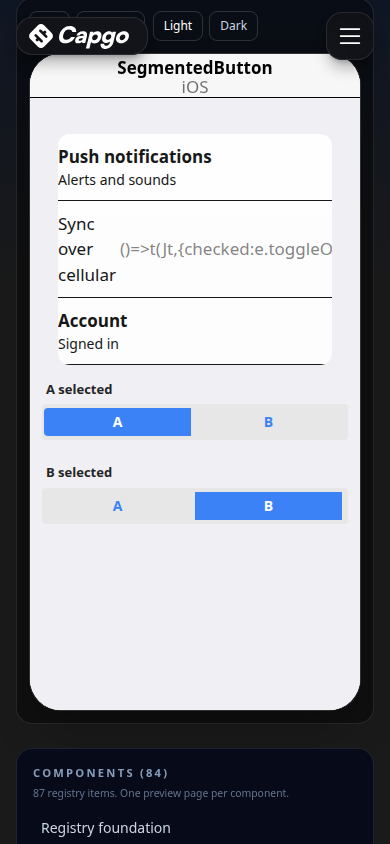 Capgo
Light
Dark
SegmentedButton
iOS
Push notifications
Alerts and sounds
Sync
over
cellular
()=>t(Jt,{checked:e.toggleO
Account
Signed in
A selected
A
B
B selected
A
B
COMPONENTS (84)
87 registry items. One preview page per component.
Registry foundation